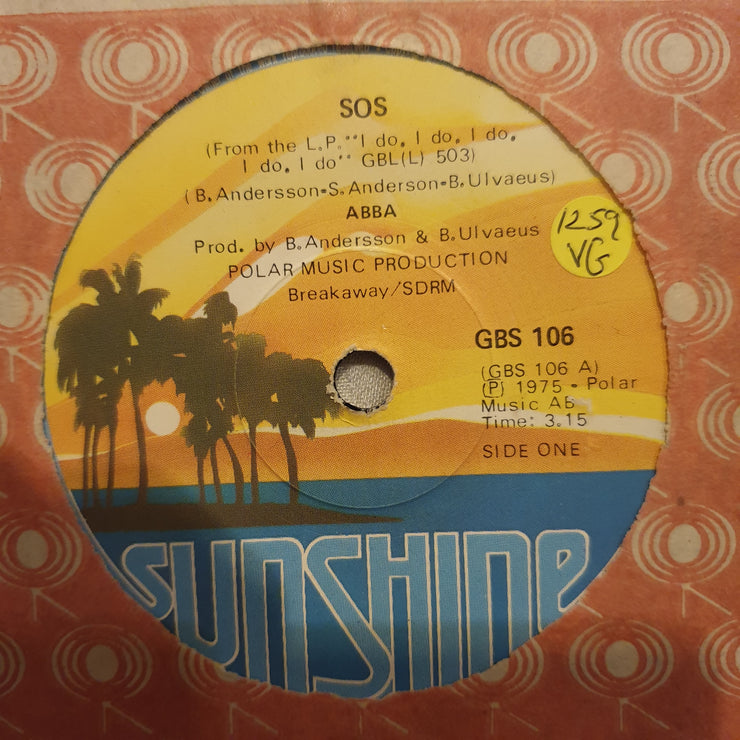 SOS
(From the L.P. "I do, I do, I do,
I do, I do" GBL(L) 503)
(B. Andersson-S. Anderson-B. Ulvaeus)
ABBA
Prod. by B. Andersson & B. Ulvaeus
POLAR MUSIC PRODUCTION
Breakaway/SDRM
1259
VG
GBS 106
(GBS 106 A)
(P) 1975 - Polar
Music AB
Time: 3.15
SIDE ONE
SUNSHINE